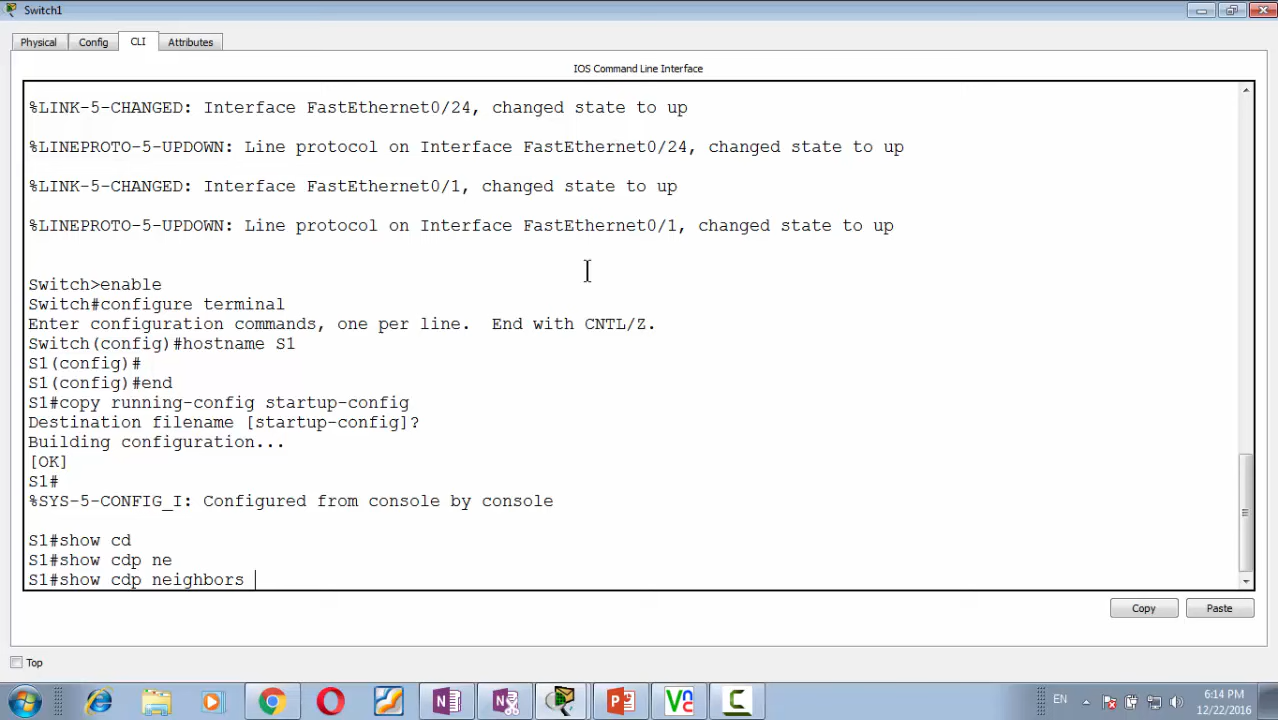 Switch1
Physical Config CLI Attributes
IOS Command Line Interface
%LINK-5-CHANGED: Interface FastEthernet0/24, changed state to up
%LINEPROTO-5-UPDOWN: Line protocol on Interface FastEthernet0/24, changed state to up
%LINK-5-CHANGED: Interface FastEthernet0/1, changed state to up
%LINEPROTO-5-UPDOWN: Line protocol on Interface FastEthernet0/1, changed state to up
Switch>enable
Switch#configure terminal
Enter configuration commands, one per line.  End with CNTL/Z.
Switch(config)#hostname S1
S1(config)#
S1(config)#end
S1#copy running-config startup-config
Destination filename [startup-config]?
Building configuration...
[OK]
S1#
%SYS-5-CONFIG_I: Configured from console by console
S1#show cd
S1#show cdp ne
S1#show cdp neighbors
Copy Paste
Top
EN
6:14 PM
12/22/2016